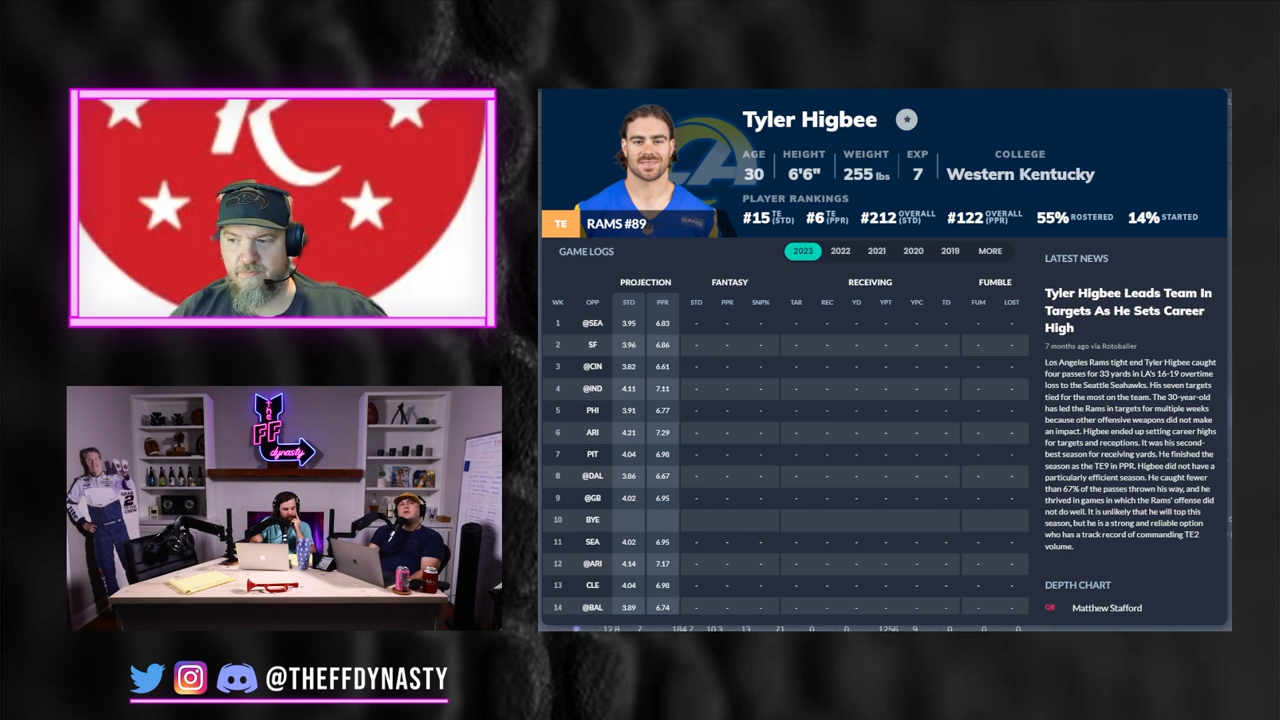 The
FF
dynasty
@THEFFDYNASTY
Tyler Higbee
AGE HEIGHT WEIGHT EXP COLLEGE
30 6'6" 255 lbs 7 Western Kentucky
PLAYER RANKINGS
#15 TE (STD) #6 TE (PPR) #212 OVERALL (STD) #122 OVERALL (PPR) 55% ROSTERED 14% STARTED
TE RAMS #89
GAME LOGS 2023 2022 2021 2020 2019 MORE
PROJECTION FANTASY RECEIVING FUMBLE
WK OPP STD PPR STD PPR SNP% TAR REC YD YPT YPC TD FUM LOST
1 @SEA 3.95 6.83 - - - - - - - - - - -
2 SF 3.96 6.86 - - - - - - - - - - -
3 @CIN 3.82 6.61 - - - - - - - - - - -
4 @IND 4.11 7.11 - - - - - - - - - - -
5 PHI 3.91 6.77 - - - - - - - - - - -
6 ARI 4.21 7.29 - - - - - - - - - - -
7 PIT 4.04 6.98 - - - - - - - - - - -
8 @DAL 3.86 6.67 - - - - - - - - - - -
9 @GB 4.02 6.95 - - - - - - - - - - -
10 BYE
11 SEA 4.02 6.95 - - - - - - - - - - -
12 @ARI 4.14 7.17 - - - - - - - - - - -
13 CLE 4.04 6.98 - - - - - - - - - - -
14 @BAL 3.89 6.74 - - - - - - - - - - -
LATEST NEWS
Tyler Higbee Leads Team In
Targets As He Sets Career
High
7 months ago via Rotoballer
Los Angeles Rams tight end Tyler Higbee caught
four passes for 33 yards in LA's 16-19 overtime
loss to the Seattle Seahawks. His seven targets
tied for the most on the team. The 30-year-old
has led the Rams in targets for multiple weeks
because other offensive weapons did not make
an impact. Higbee ended up setting career highs
for targets and receptions. It was his second-
best season for receiving yards. He finished the
season as the TE9 in PPR. Higbee did not have a
particularly efficient season. He caught fewer
than 67% of the passes thrown his way, and he
thrived in games in which the Rams' offense did
not do well. It is unlikely that he will top this
season, but he is a strong and reliable option
who has a track record of commanding TE2
volume.
DEPTH CHART
QB Matthew Stafford